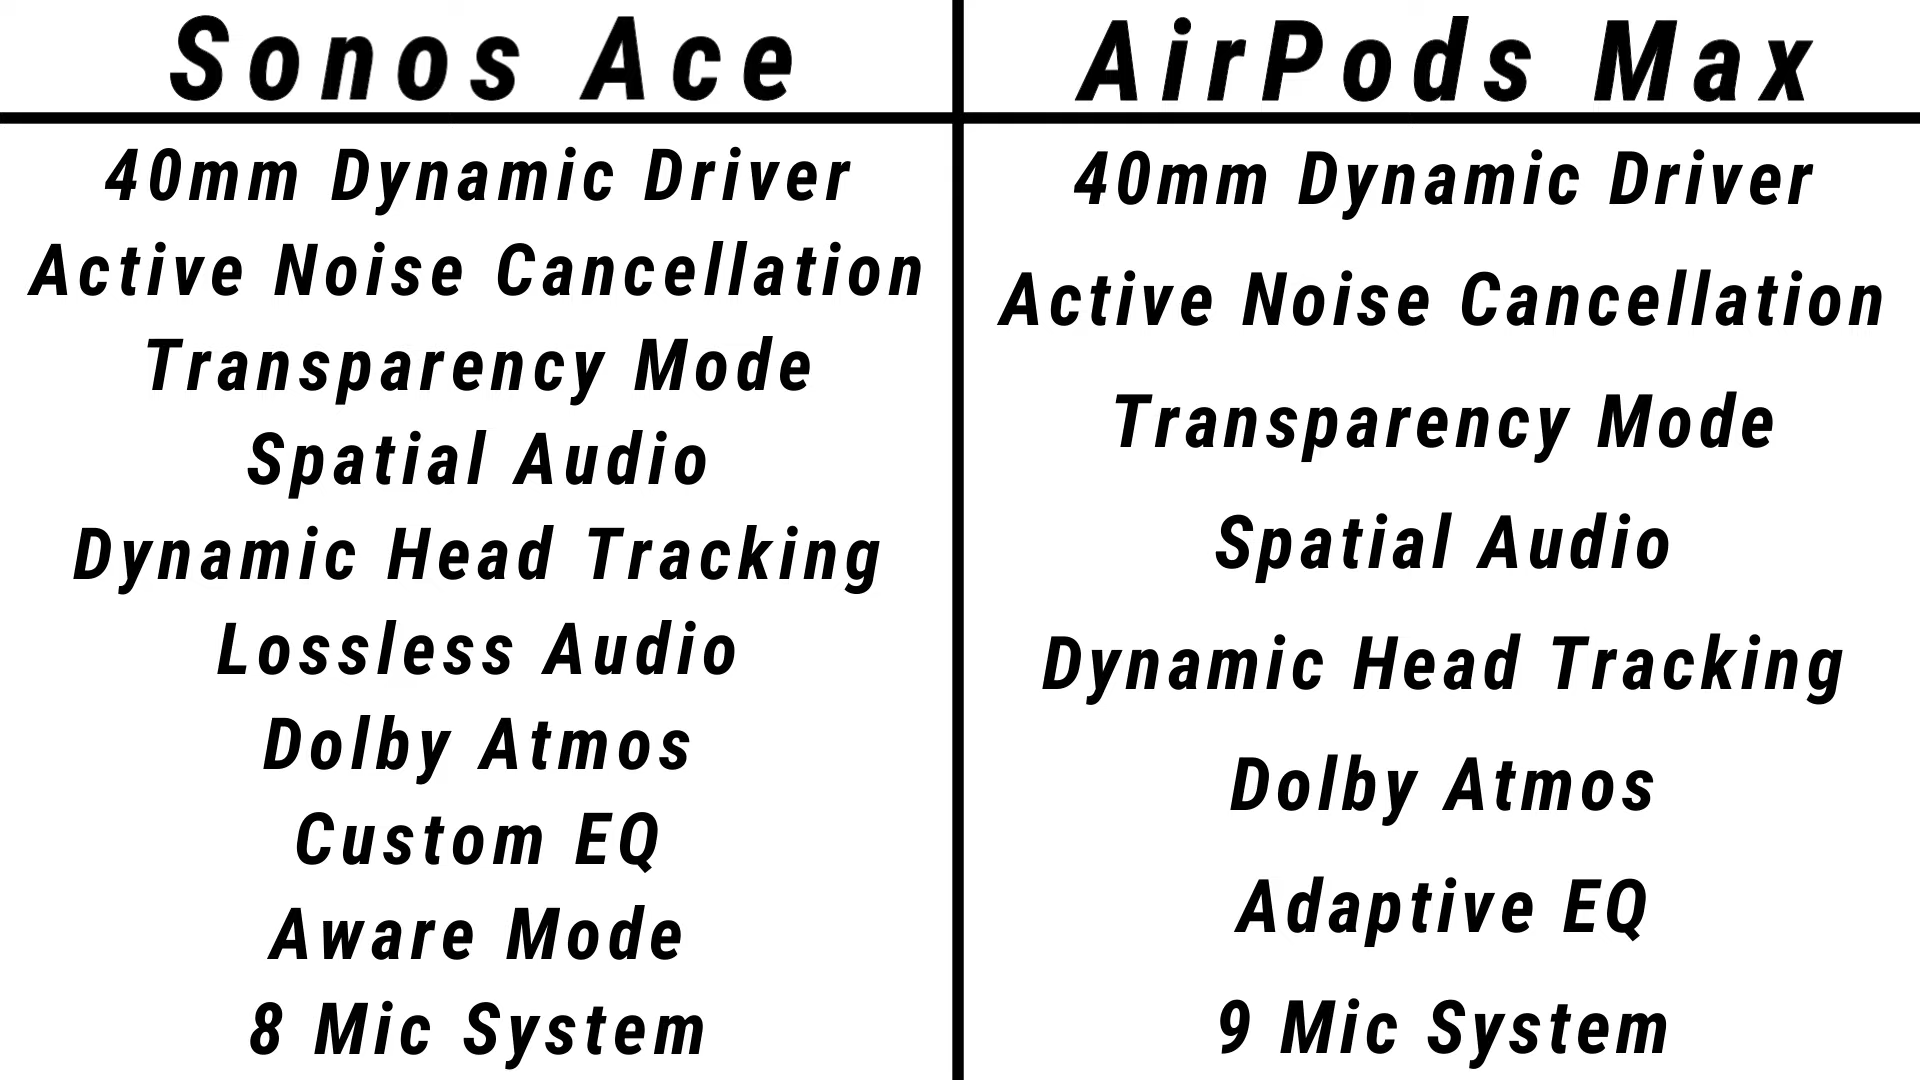 Sonos Ace
40mm Dynamic Driver
Active Noise Cancellation
Transparency Mode
Spatial Audio
Dynamic Head Tracking
Lossless Audio
Dolby Atmos
Custom EQ
Aware Mode
8 Mic System
AirPods Max
40mm Dynamic Driver
Active Noise Cancellation
Transparency Mode
Spatial Audio
Dynamic Head Tracking
Dolby Atmos
Adaptive EQ
9 Mic System